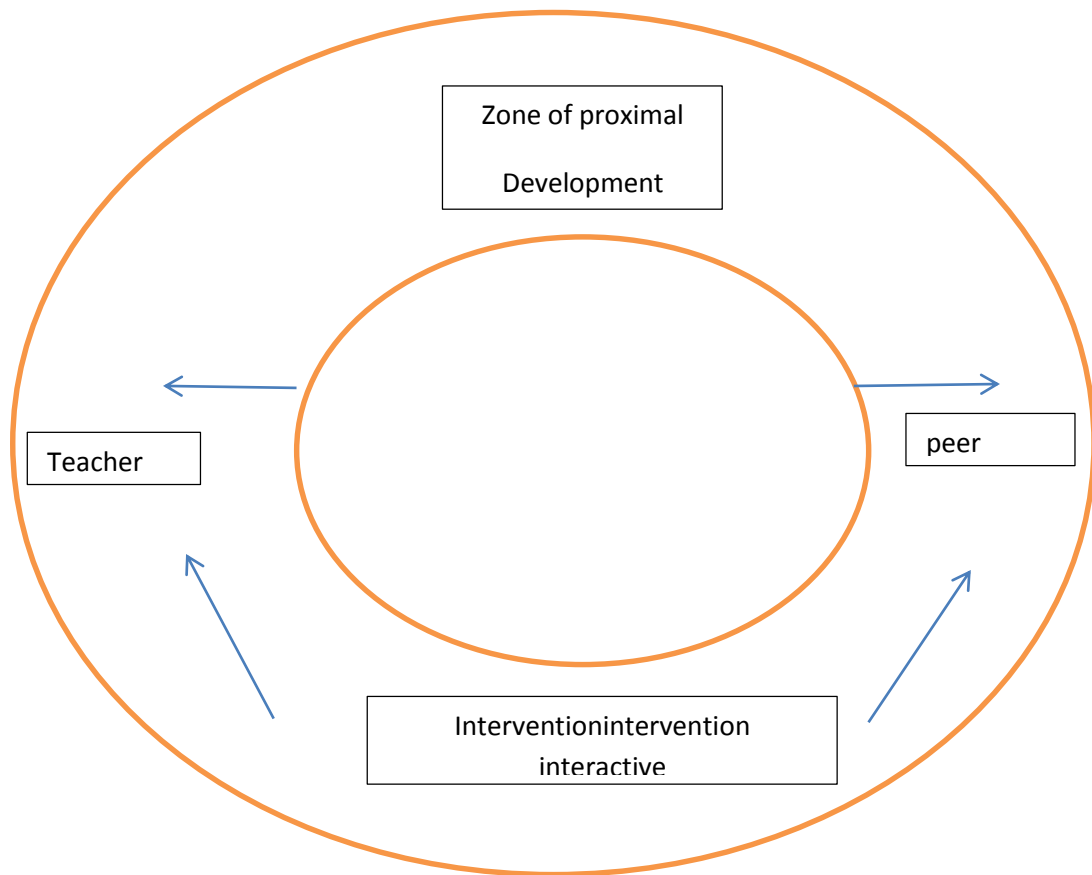 Zone of proximal
Development
Teacher
peer
Interventionintervention
interactive